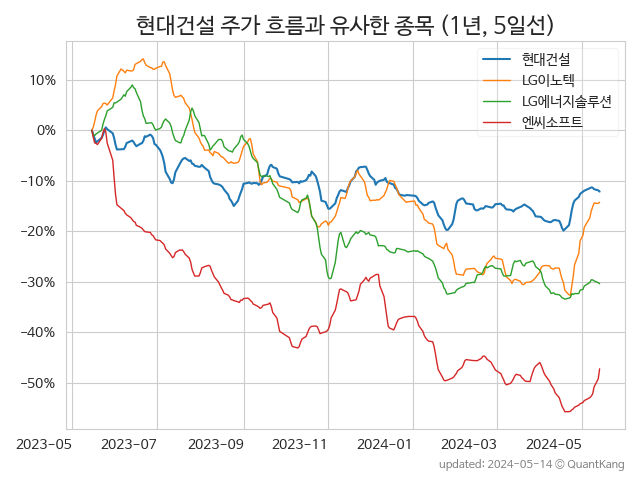 현대건설 주가 흐름과 유사한 종목 (1년, 5일선)
현대건설
LG이노텍
LG에너지솔루션
엔씨소프트
10%
0%
−10%
−20%
−30%
−40%
−50%
2023-05 2023-07 2023-09 2023-11 2024-01 2024-03 2024-05
updated: 2024-05-14 ⓒ QuantKang